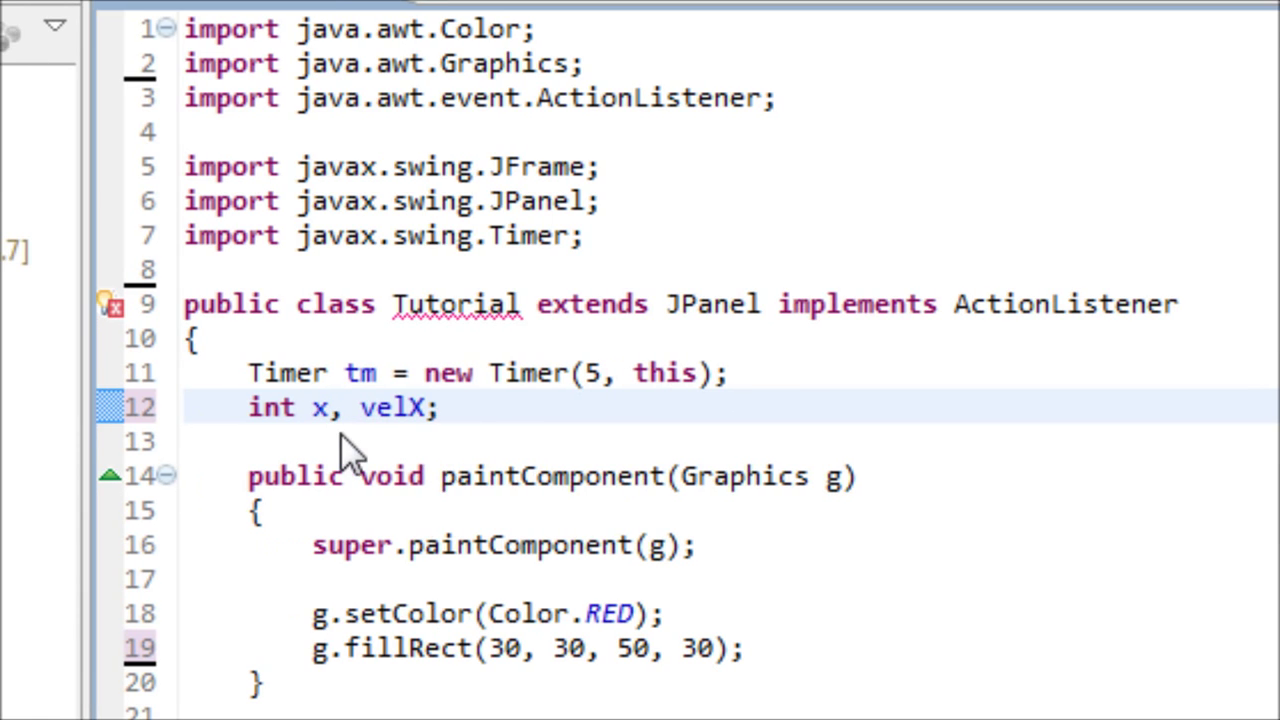 1 import java.awt.Color;
2 import java.awt.Graphics;
3 import java.awt.event.ActionListener;
4
5 import javax.swing.JFrame;
6 import javax.swing.JPanel;
7 import javax.swing.Timer;
8
.7]
9 public class Tutorial extends JPanel implements ActionListener
10 {
11 Timer tm = new Timer(5, this);
12 int x, velX;
13
14 public void paintComponent(Graphics g)
15 {
16 super.paintComponent(g);
17
18 g.setColor(Color.RED);
19 g.fillRect(30, 30, 50, 30);
20 }
21